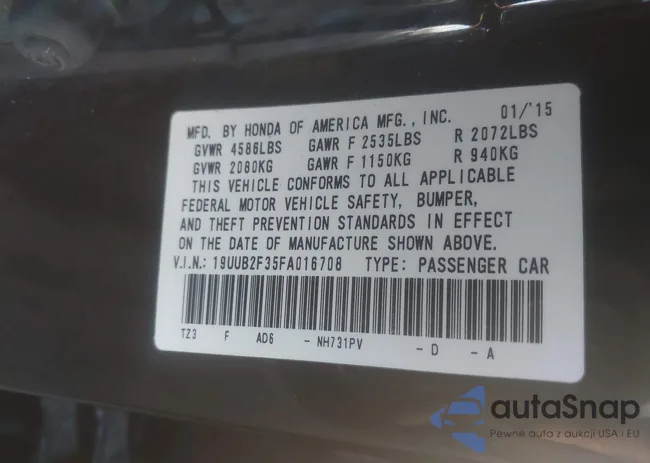 MFD. BY HONDA OF AMERICA MFG., INC. 01/'15
GVWR 4586LBS GAWR F 2535LBS R 2072LBS
GVWR 2080KG GAWR F 1150KG R 940KG
THIS VEHICLE CONFORMS TO ALL APPLICABLE
FEDERAL MOTOR VEHICLE SAFETY, BUMPER,
AND THEFT PREVENTION STANDARDS IN EFFECT
ON THE DATE OF MANUFACTURE SHOWN ABOVE.
V.I.N.: 19UUB2F35FA016708 TYPE: PASSENGER CAR
TZ3 F AD6 - NH731PV - D - A
autaSnap
Pewne auta z aukcji USA i EU